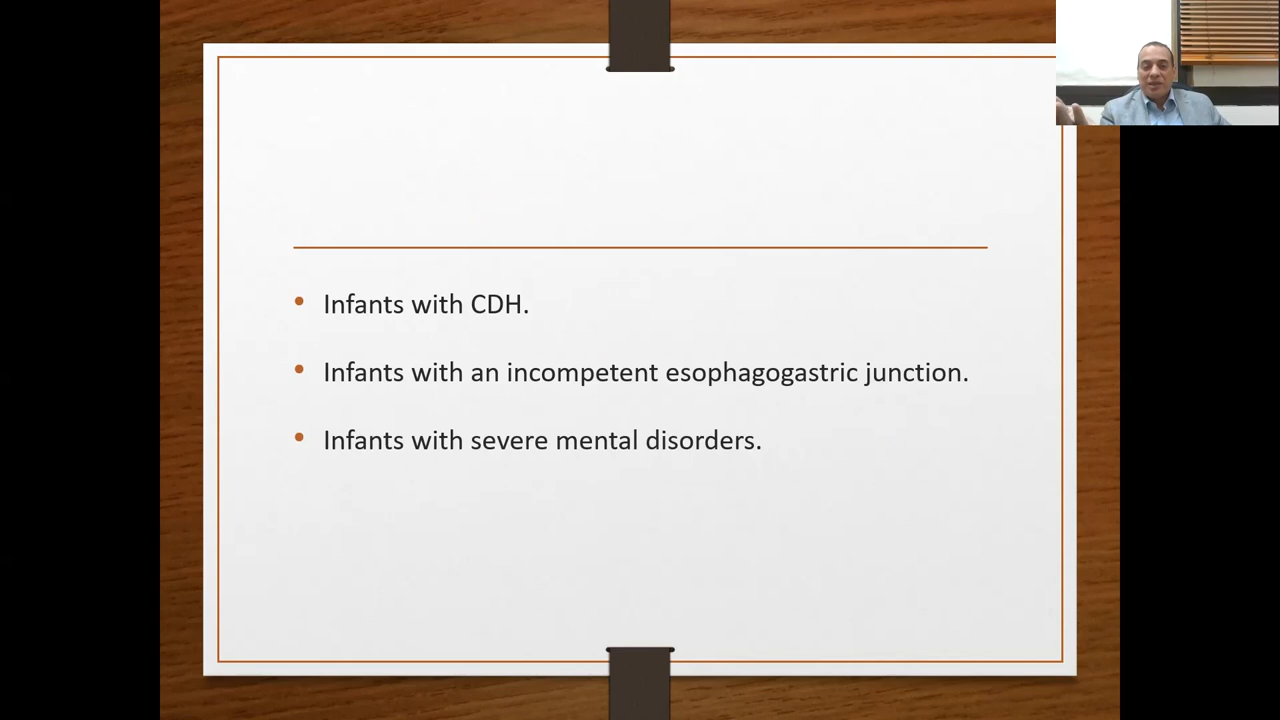 Infants with CDH.
Infants with an incompetent esophagogastric junction.
Infants with severe mental disorders.